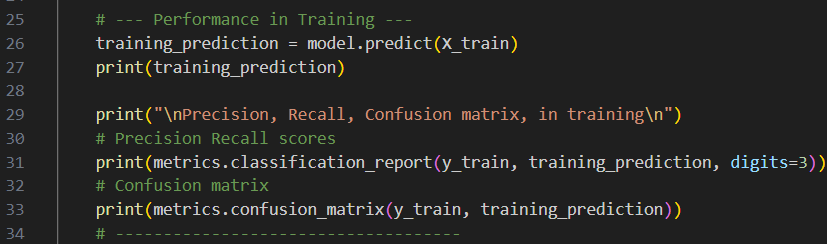 25 # --- Performance in Training ---
26 training_prediction = model.predict(X_train)
27 print(training_prediction)
28
29 print("\nPrecision, Recall, Confusion matrix, in training\n")
30 # Precision Recall scores
31 print(metrics.classification_report(y_train, training_prediction, digits=3))
32 # Confusion matrix
33 print(metrics.confusion_matrix(y_train, training_prediction))
34 # ------------------------------------